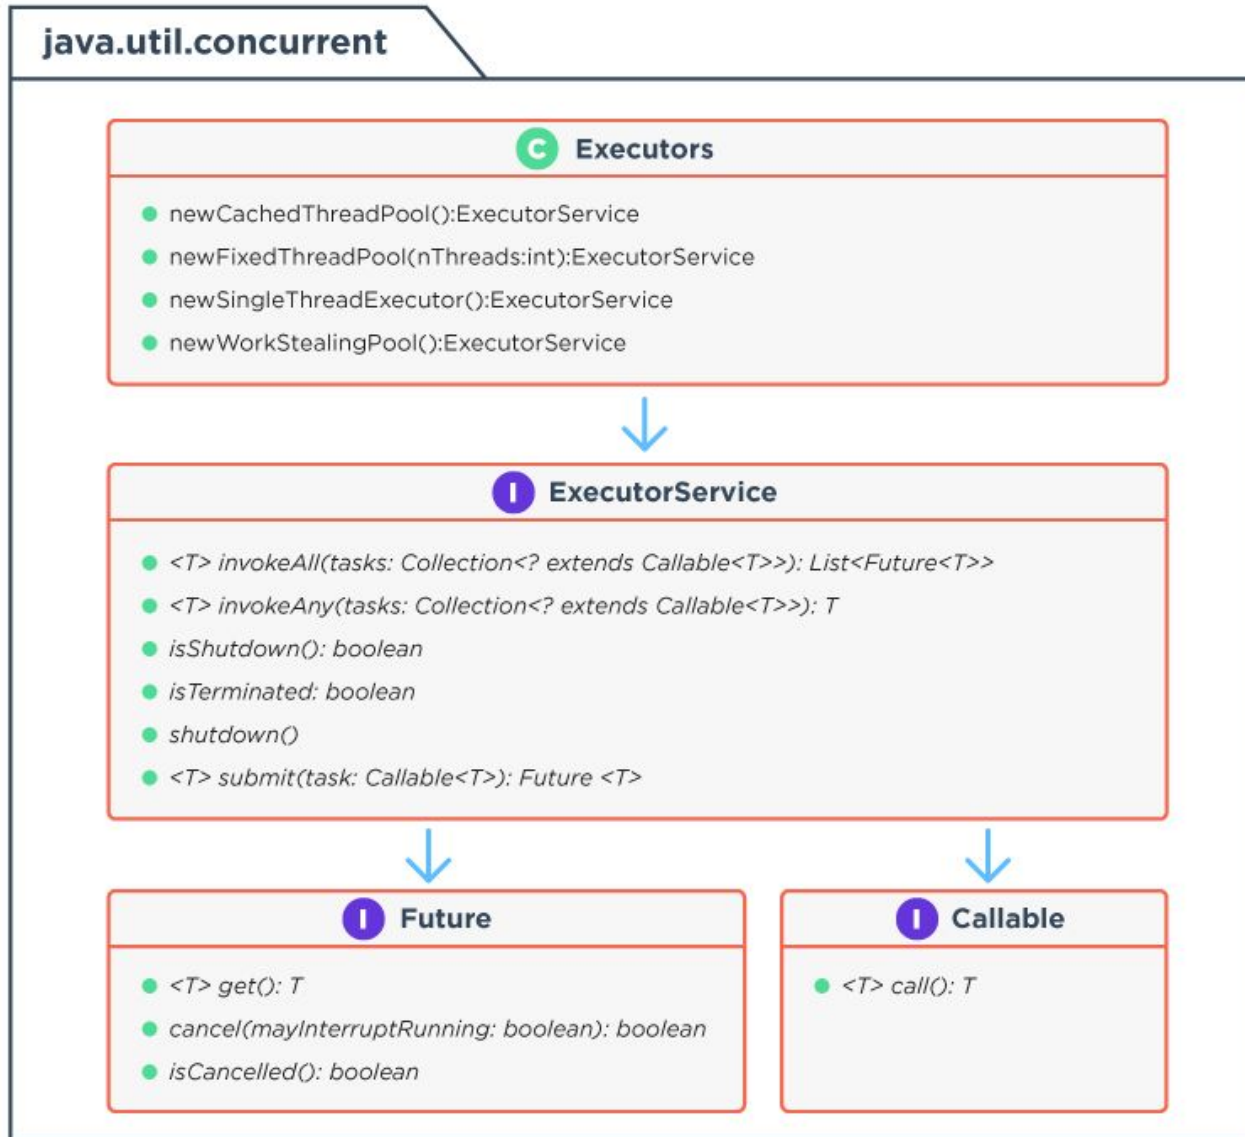 java.util.concurrent
C Executors
newCachedThreadPool():ExecutorService
newFixedThreadPool(nThreads:int):ExecutorService
newSingleThreadExecutor():ExecutorService
newWorkStealingPool():ExecutorService
I ExecutorService
<T> invokeAll(tasks: Collection<? extends Callable<T>>): List<Future<T>>
<T> invokeAny(tasks: Collection<? extends Callable<T>>): T
isShutdown(): boolean
isTerminated: boolean
shutdown()
<T> submit(task: Callable<T>): Future <T>
I Future
<T> get(): T
cancel(mayInterruptRunning: boolean): boolean
isCancelled(): boolean
I Callable
<T> call(): T